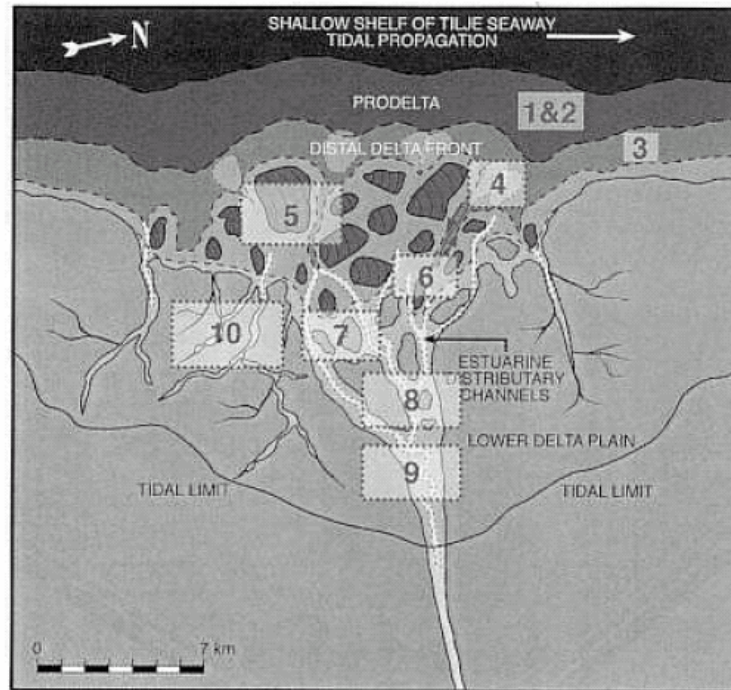 N
SHALLOW SHELF OF TILJE SEAWAY
TIDAL PROPAGATION
PRODELTA
1&2
DISTAL DELTA FRONT
3
4
5
6
10
7
ESTUARINE
DISTRIBUTARY
CHANNELS
8
LOWER DELTA PLAIN
9
TIDAL LIMIT
TIDAL LIMIT
0
7 km